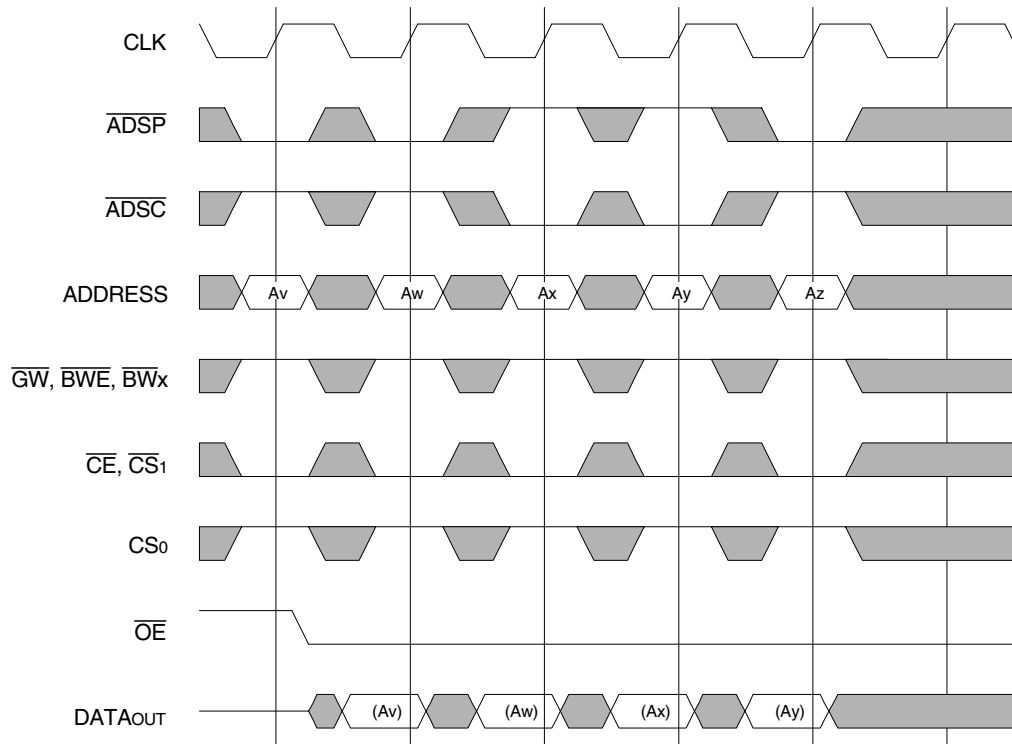 CLK
ADSP
ADSC
ADDRESS Av Aw Ax Ay Az
GW, BWE, BWx
CE, CS1
CS0
OE
DATAOUT (Av) (Aw) (Ax) (Ay)